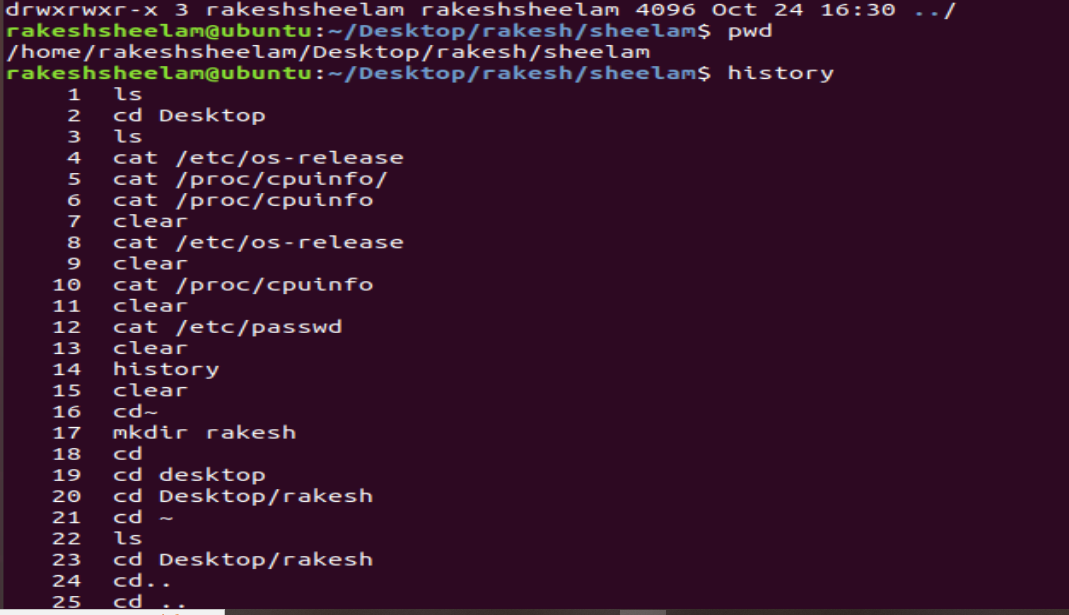 drwxrwxr-x 3 rakeshsheelam rakeshsheelam 4096 Oct 24 16:30 ../
rakeshsheelam@ubuntu:~/Desktop/rakesh/sheelam$ pwd
/home/rakeshsheelam/Desktop/rakesh/sheelam
rakeshsheelam@ubuntu:~/Desktop/rakesh/sheelam$ history
1 ls
2 cd Desktop
3 ls
4 cat /etc/os-release
5 cat /proc/cpuinfo/
6 cat /proc/cpuinfo
7 clear
8 cat /etc/os-release
9 clear
10 cat /proc/cpuinfo
11 clear
12 cat /etc/passwd
13 clear
14 history
15 clear
16 cd~
17 mkdir rakesh
18 cd
19 cd desktop
20 cd Desktop/rakesh
21 cd ~
22 ls
23 cd Desktop/rakesh
24 cd..
25 cd ..